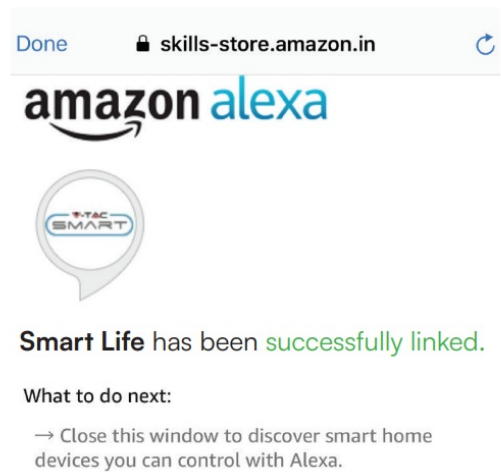 Done skills-store.amazon.in
amazon alexa
V-TAC
SMART
Smart Life has been successfully linked.
What to do next:
→ Close this window to discover smart home
devices you can control with Alexa.